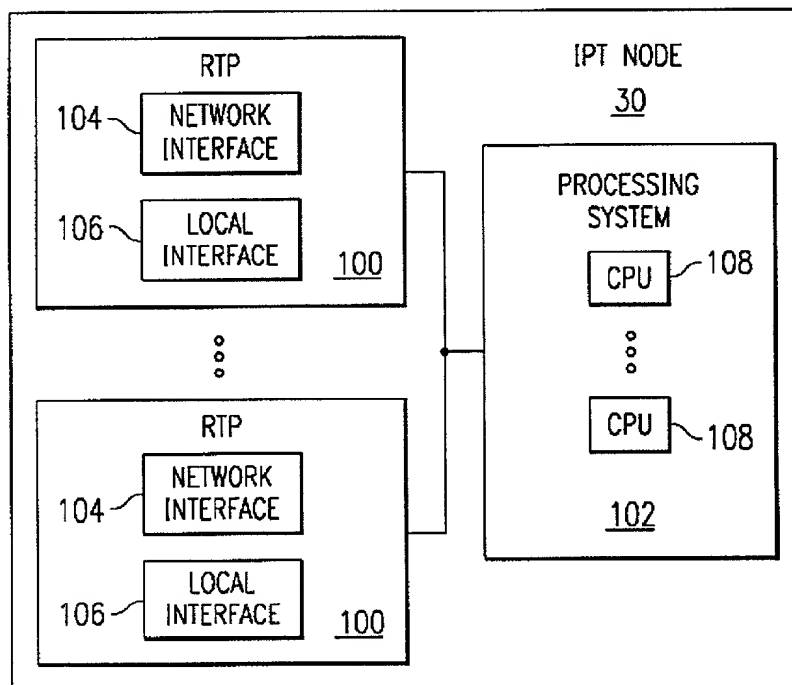 RTP
104
NETWORK
INTERFACE
106
LOCAL
INTERFACE
100
RTP
104
NETWORK
INTERFACE
106
LOCAL
INTERFACE
100
IPT NODE
30
PROCESSING
SYSTEM
CPU
108
CPU
108
102